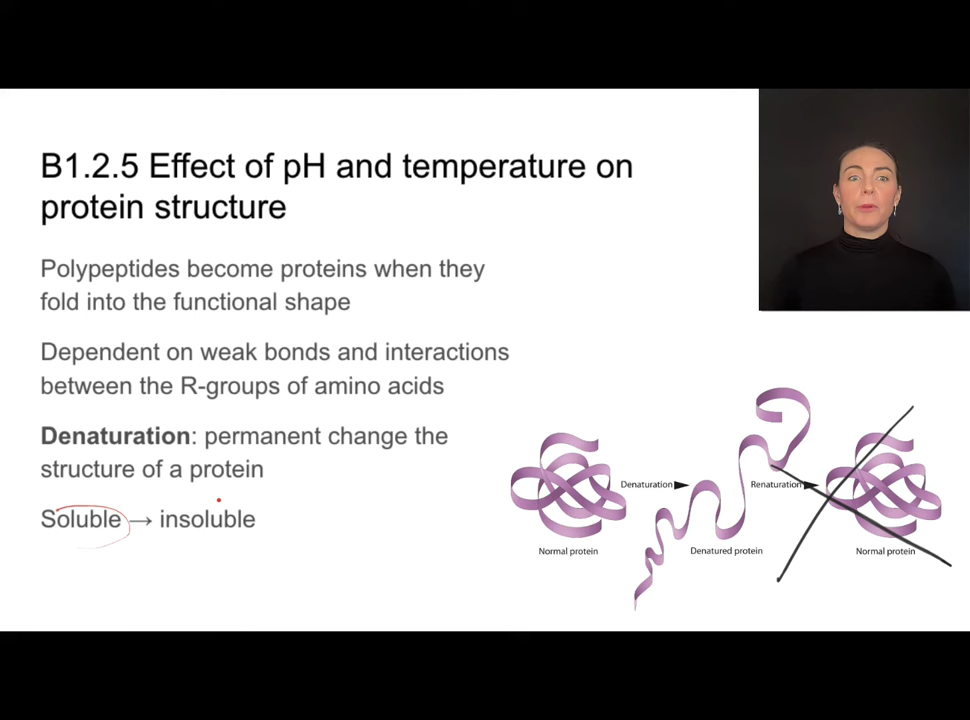 B1.2.5 Effect of pH and temperature on
protein structure
Polypeptides become proteins when they
fold into the functional shape
Dependent on weak bonds and interactions
between the R-groups of amino acids
Denaturation: permanent change the
structure of a protein
Soluble → insoluble
Denaturation
Renaturation
Normal protein
Denatured protein
Normal protein